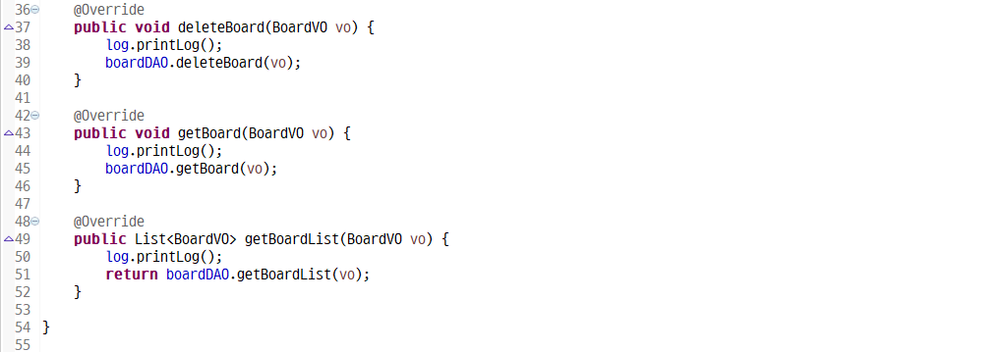 36 @Override
37 public void deleteBoard(BoardVO vo) {
38 log.printLog();
39 boardDAO.deleteBoard(vo);
40 }
41
42 @Override
43 public void getBoard(BoardVO vo) {
44 log.printLog();
45 boardDAO.getBoard(vo);
46 }
47
48 @Override
49 public List<BoardVO> getBoardList(BoardVO vo) {
50 log.printLog();
51 return boardDAO.getBoardList(vo);
52 }
53
54 }
55